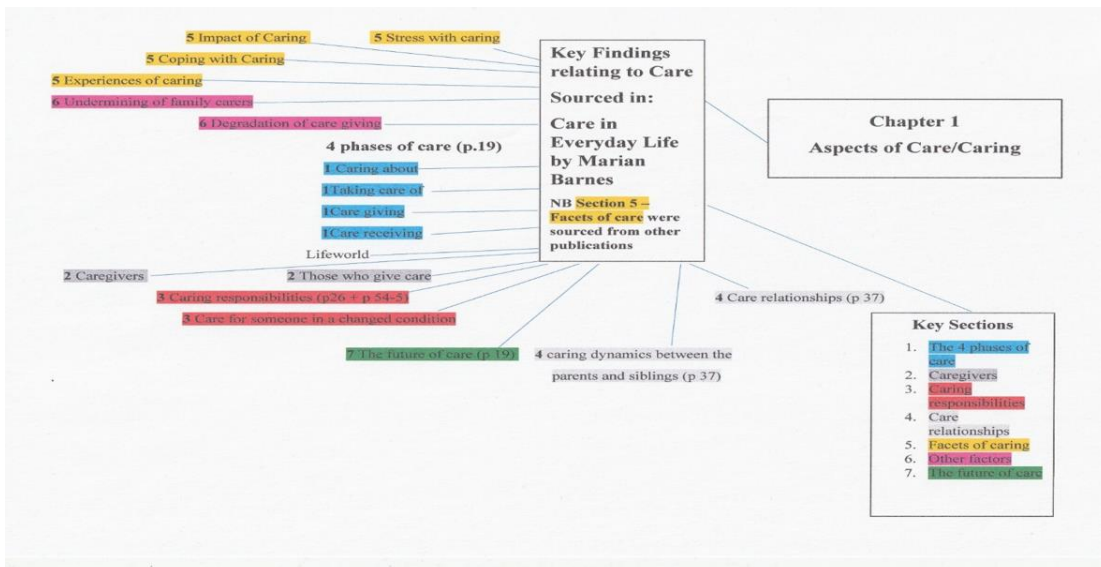 5 Impact of Caring
5 Stress with caring
5 Coping with Caring
5 Experiences of caring
6 Undermining of family carers
6 Degradation of care giving
4 phases of care (p.19)
1 Caring about
1Taking care of
1Care giving
1Care receiving
Lifeworld
2 Caregivers
2 Those who give care
3 Caring responsibilities (p26 + p 54-5)
3 Care for someone in a changed condition
7 The future of care (p 19)
4 caring dynamics between the
parents and siblings (p 37)
4 Care relationships (p 37)
Key Findings
relating to Care
Sourced in:
Care in
Everyday Life
by Marian
Barnes
NB Section 5 –
Facets of care were
sourced from other
publications
Chapter 1
Aspects of Care/Caring
Key Sections
1. The 4 phases of
care
2. Caregivers
3. Caring
responsibilities
4. Care
relationships
5. Facets of caring
6. Other factors
7. The future of care